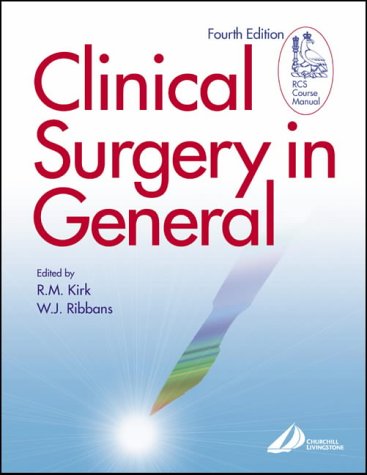 Fourth Edition
RCS
Course
Manual
Clinical
Surgery in
General
Edited by
R.M. Kirk
W.J. Ribbans
CHURCHILL
LIVINGSTONE